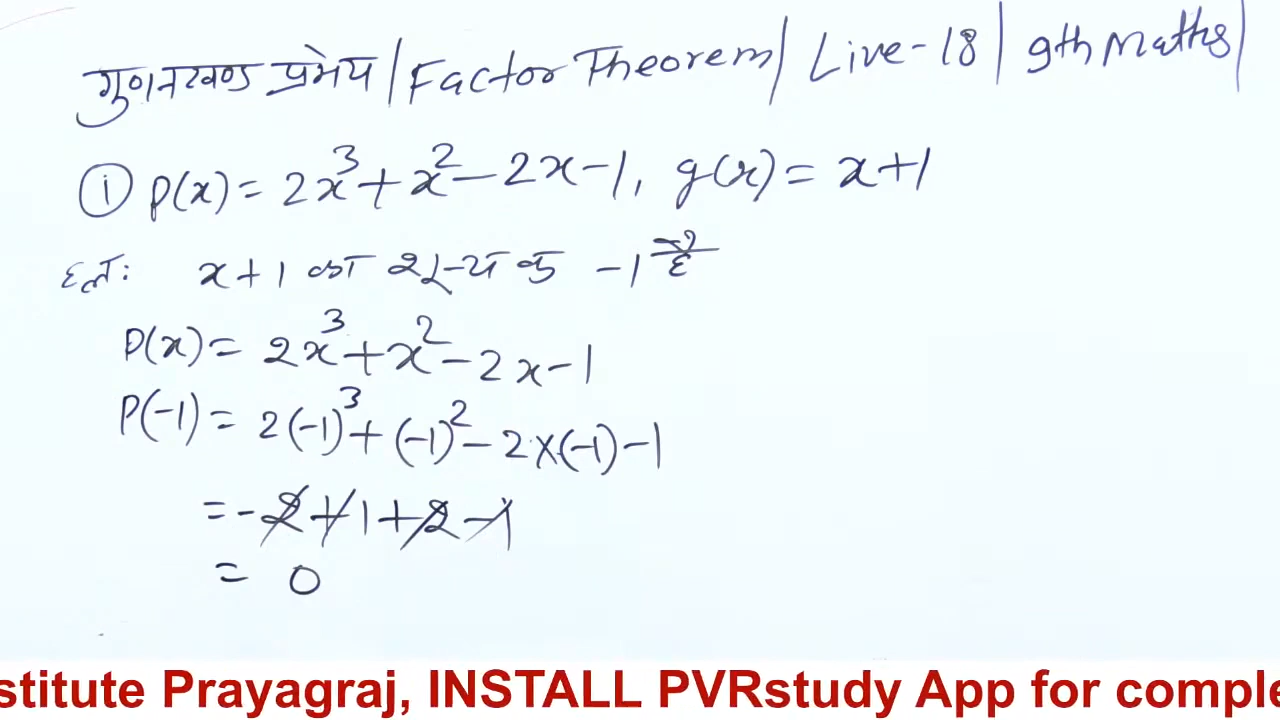 गुणनखण्ड प्रमेय/Factor Theorem/Live-18/9th Maths/
① P(x) = 2x³+x²-2x-1, g(x) = x+1
हलः x+1 का शून्यांक -1 है
P(x) = 2x³+x²-2x-1
P(-1) = 2(-1)³+(-1)²-2×(-1)-1
= -2+1+2-1
= 0
stitute Prayagraj, INSTALL PVRstudy App for comple